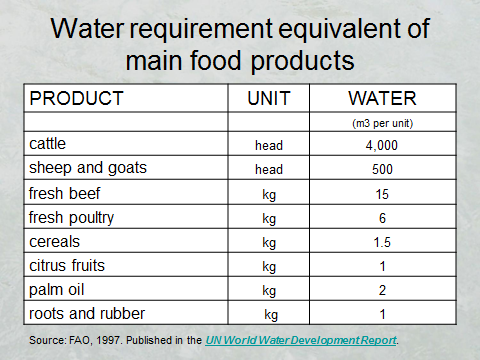 Water requirement equivalent of
main food products
PRODUCT UNIT WATER
(m3 per unit)
cattle head 4,000
sheep and goats head 500
fresh beef kg 15
fresh poultry kg 6
cereals kg 1.5
citrus fruits kg 1
palm oil kg 2
roots and rubber kg 1
Source: FAO, 1997. Published in the UN World Water Development Report.